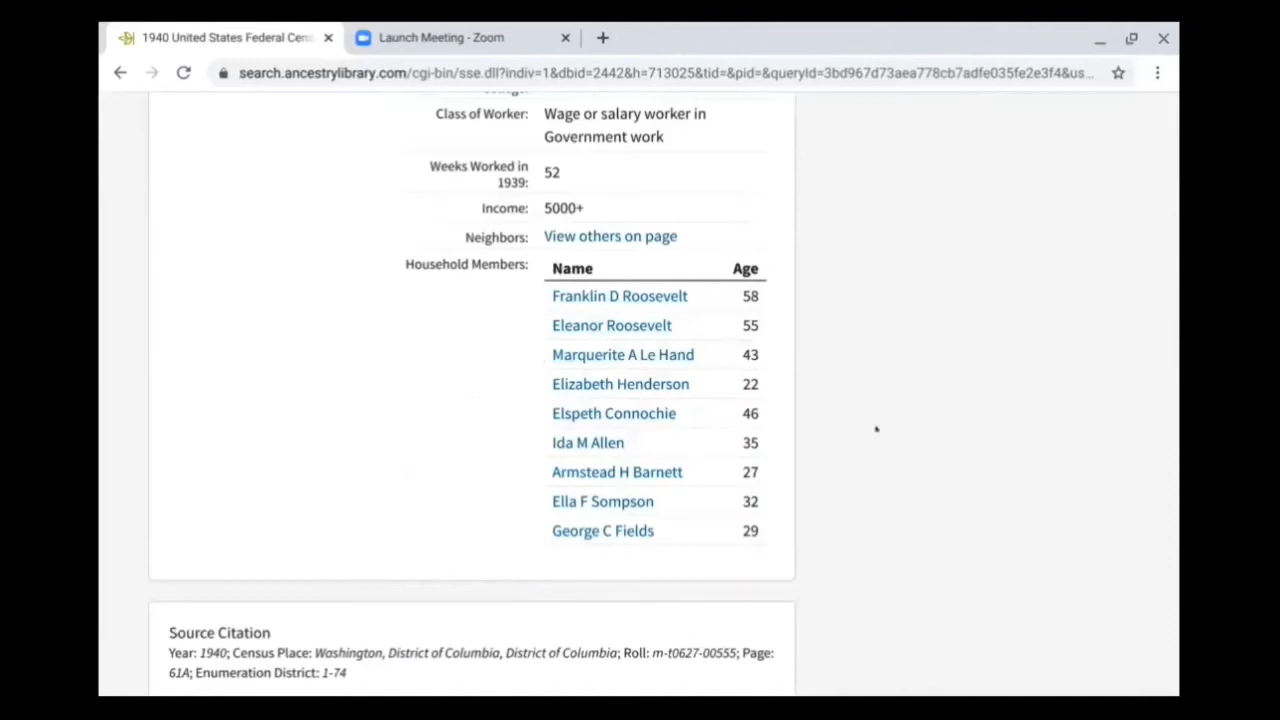 1940 United States Federal Cen
Launch Meeting - Zoom
search.ancestrylibrary.com/cgi-bin/sse.dll?indiv=1&dbid=2442&h=713025&tid=&pid=&queryId=3bd967d73aea778cb7adfe035fe2e3f4&us...
Class of Worker: Wage or salary worker in
Government work
Weeks Worked in
1939: 52
Income: 5000+
Neighbors: View others on page
Household Members: Name Age
Franklin D Roosevelt 58
Eleanor Roosevelt 55
Marquerite A Le Hand 43
Elizabeth Henderson 22
Elspeth Connochie 46
Ida M Allen 35
Armstead H Barnett 27
Ella F Sompson 32
George C Fields 29
Source Citation
Year: 1940; Census Place: Washington, District of Columbia, District of Columbia; Roll: m-t0627-00555; Page:
61A; Enumeration District: 1-74